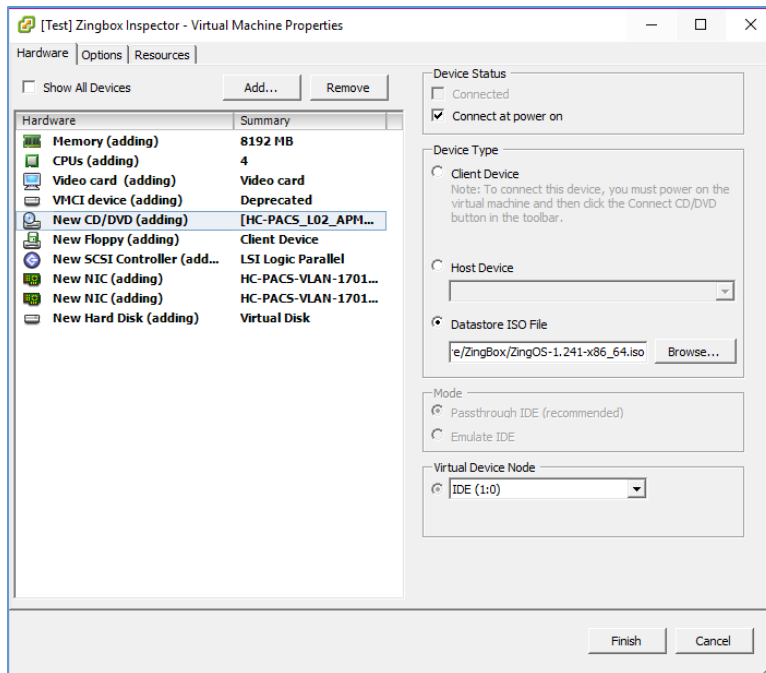 [Test] Zingbox Inspector - Virtual Machine Properties
Hardware Options Resources
Show All Devices Add... Remove
Hardware Summary
Memory (adding) 8192 MB
CPUs (adding) 4
Video card (adding) Video card
VMCI device (adding) Deprecated
New CD/DVD (adding) [HC-PACS_L02_APM...
New Floppy (adding) Client Device
New SCSI Controller (add... LSI Logic Parallel
New NIC (adding) HC-PACS-VLAN-1701...
New NIC (adding) HC-PACS-VLAN-1701...
New Hard Disk (adding) Virtual Disk
Device Status
Connected
Connect at power on
Device Type
Client Device
Note: To connect this device, you must power on the
virtual machine and then click the Connect CD/DVD
button in the toolbar.
Host Device
Datastore ISO File
e/ZingBox/ZingOS-1.241-x86_64.iso Browse...
Mode
Passthrough IDE (recommended)
Emulate IDE
Virtual Device Node
IDE (1:0)
Finish Cancel